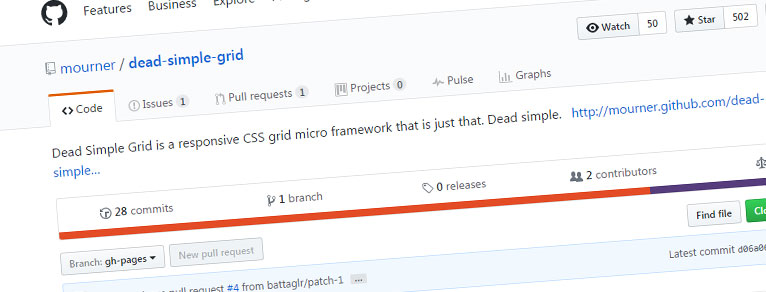 Features Business Explore
Watch 50 Star 502
mourner / dead-simple-grid
Code Issues 1 Pull requests 1 Projects 0 Pulse Graphs
Dead Simple Grid is a responsive CSS grid micro framework that is just that. Dead simple. http://mourner.github.com/dead-
simple...
28 commits 1 branch 0 releases 2 contributors
Branch: gh-pages New pull request Find file
request #4 from battaglr/patch-1 ... Latest commit